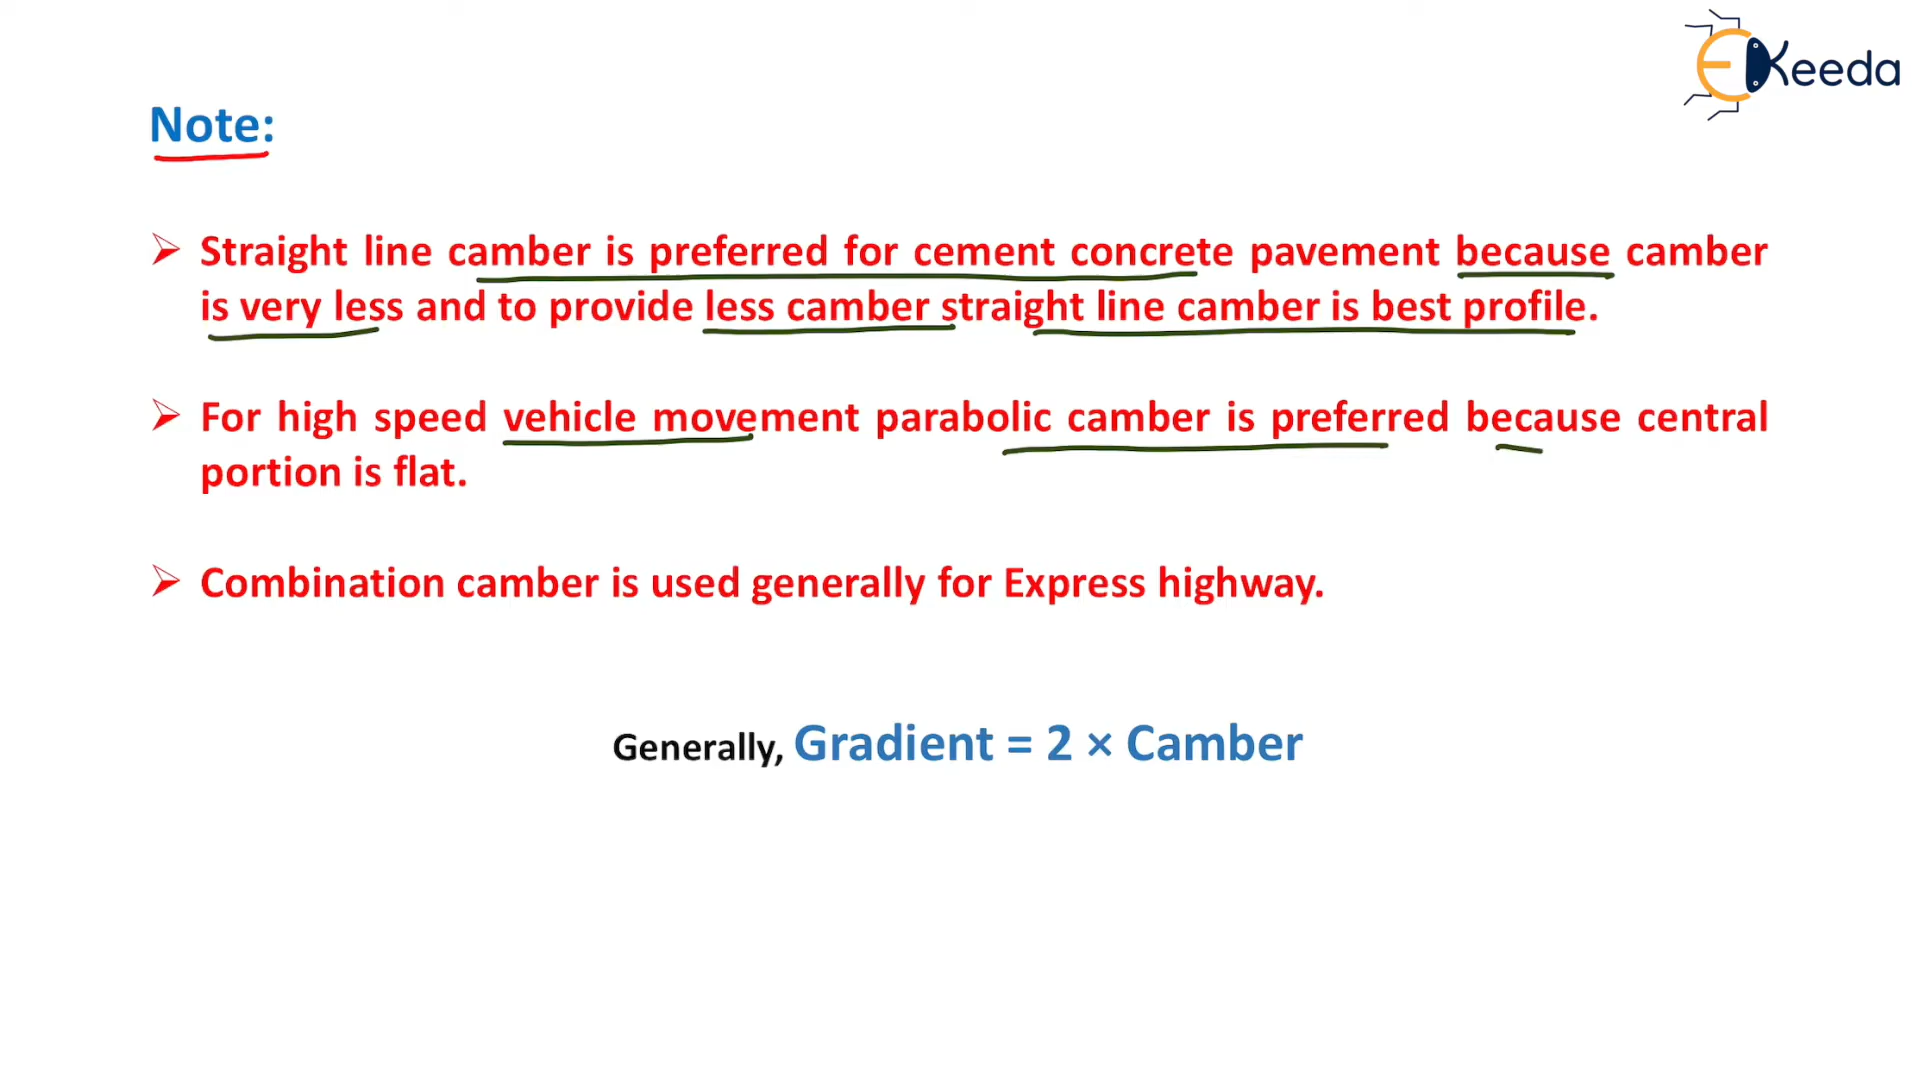 EKeeda
Note:
Straight line camber is preferred for cement concrete pavement because camber
is very less and to provide less camber straight line camber is best profile.
For high speed vehicle movement parabolic camber is preferred because central
portion is flat.
Combination camber is used generally for Express highway.
Generally, Gradient = 2 × Camber